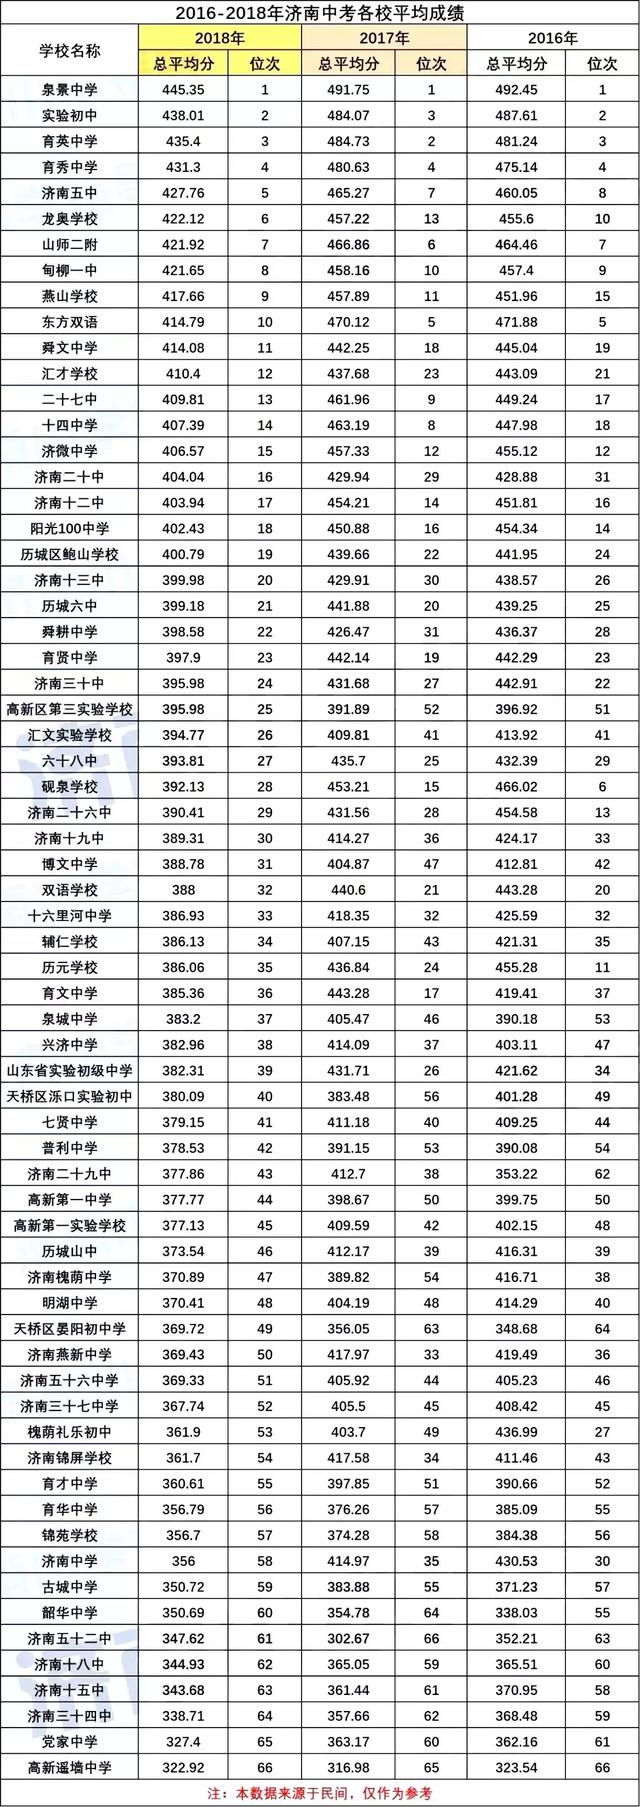 2016-2018年济南中考各校平均成绩
学校名称 2018年 2017年 2016年
总平均分 位次 总平均分 位次 总平均分 位次
泉景中学 445.35 1 491.75 1 492.45 1
实验初中 438.01 2 484.07 3 487.61 2
育英中学 435.4 3 484.73 2 481.24 3
育秀中学 431.3 4 480.63 4 475.14 4
济南五中 427.76 5 465.27 7 460.05 8
龙奥学校 422.12 6 457.22 13 455.6 10
山师二附 421.92 7 466.86 6 464.46 7
甸柳一中 421.65 8 458.16 10 457.4 9
燕山学校 417.66 9 457.89 11 451.96 15
东方双语 414.79 10 470.12 5 471.88 5
舜文中学 414.08 11 442.25 18 445.04 19
汇才学校 410.4 12 437.68 23 443.09 21
二十七中 409.81 13 461.96 9 449.24 17
十四中学 407.39 14 463.19 8 447.98 18
济微中学 406.57 15 457.33 12 455.12 12
济南二十中 404.04 16 429.94 29 428.88 31
济南十二中 403.94 17 454.21 14 451.81 16
阳光100中学 402.43 18 450.88 16 454.34 14
历城区鲍山学校 400.79 19 439.66 22 441.95 24
济南十三中 399.98 20 429.91 30 438.57 26
历城六中 399.18 21 441.88 20 439.25 25
舜耕中学 398.58 22 426.47 31 436.37 28
育贤中学 397.9 23 442.14 19 442.29 23
济南三十中 395.98 24 431.68 27 442.91 22
高新区第三实验学校 395.98 25 391.89 52 396.92 51
汇文实验学校 394.77 26 409.81 41 413.92 41
六十八中 393.81 27 435.7 25 432.39 29
砚泉学校 392.13 28 453.21 15 466.02 6
济南二十六中 390.41 29 431.56 28 454.58 13
济南十九中 389.31 30 414.27 36 424.17 33
博文中学 388.78 31 404.87 47 412.81 42
双语学校 388 32 440.6 21 443.28 20
十六里河中学 386.93 33 418.35 32 425.59 32
辅仁学校 386.13 34 407.15 43 421.31 35
历元学校 386.06 35 436.84 24 455.28 11
育文中学 385.36 36 443.28 17 419.41 37
泉城中学 383.2 37 405.47 46 390.18 53
兴济中学 382.96 38 414.09 37 403.11 47
山东省实验初级中学 382.31 39 431.71 26 421.62 34
天桥区泺口实验初中 380.09 40 383.48 56 401.28 49
七贤中学 379.15 41 411.18 40 409.25 44
普利中学 378.53 42 391.15 53 390.08 54
济南二十九中 377.86 43 412.7 38 353.22 62
高新第一中学 377.77 44 398.67 50 399.75 50
高新第一实验学校 377.13 45 409.59 42 402.15 48
历城山中 373.54 46 412.17 39 416.31 39
济南槐荫中学 370.89 47 389.82 54 416.71 38
明湖中学 370.41 48 404.19 48 414.29 40
天桥区晏阳初中学 369.72 49 356.05 63 348.68 64
济南燕新中学 369.43 50 417.97 33 419.49 36
济南五十六中学 369.33 51 405.92 44 405.23 46
济南三十七中学 367.74 52 405.5 45 408.42 45
槐荫礼乐初中 361.9 53 403.7 49 436.99 27
济南锦屏学校 361.7 54 417.58 34 411.46 43
育才中学 360.61 55 397.85 51 390.66 52
育华中学 356.79 56 376.26 57 385.09 55
锦苑学校 356.7 57 374.28 58 384.38 56
济南中学 356 58 414.97 35 430.53 30
古城中学 350.72 59 383.88 55 371.23 57
韶华中学 350.69 60 354.78 64 338.03 55
济南五十二中 347.62 61 302.67 66 352.21 63
济南十八中 344.93 62 365.05 59 365.51 60
济南十五中 343.68 63 361.44 61 370.95 58
济南三十四中 338.71 64 357.66 62 368.48 59
党家中学 327.4 65 363.17 60 362.16 61
高新遥墙中学 322.92 66 316.98 65 323.54 66
注：本数据来源于民间，仅作为参考